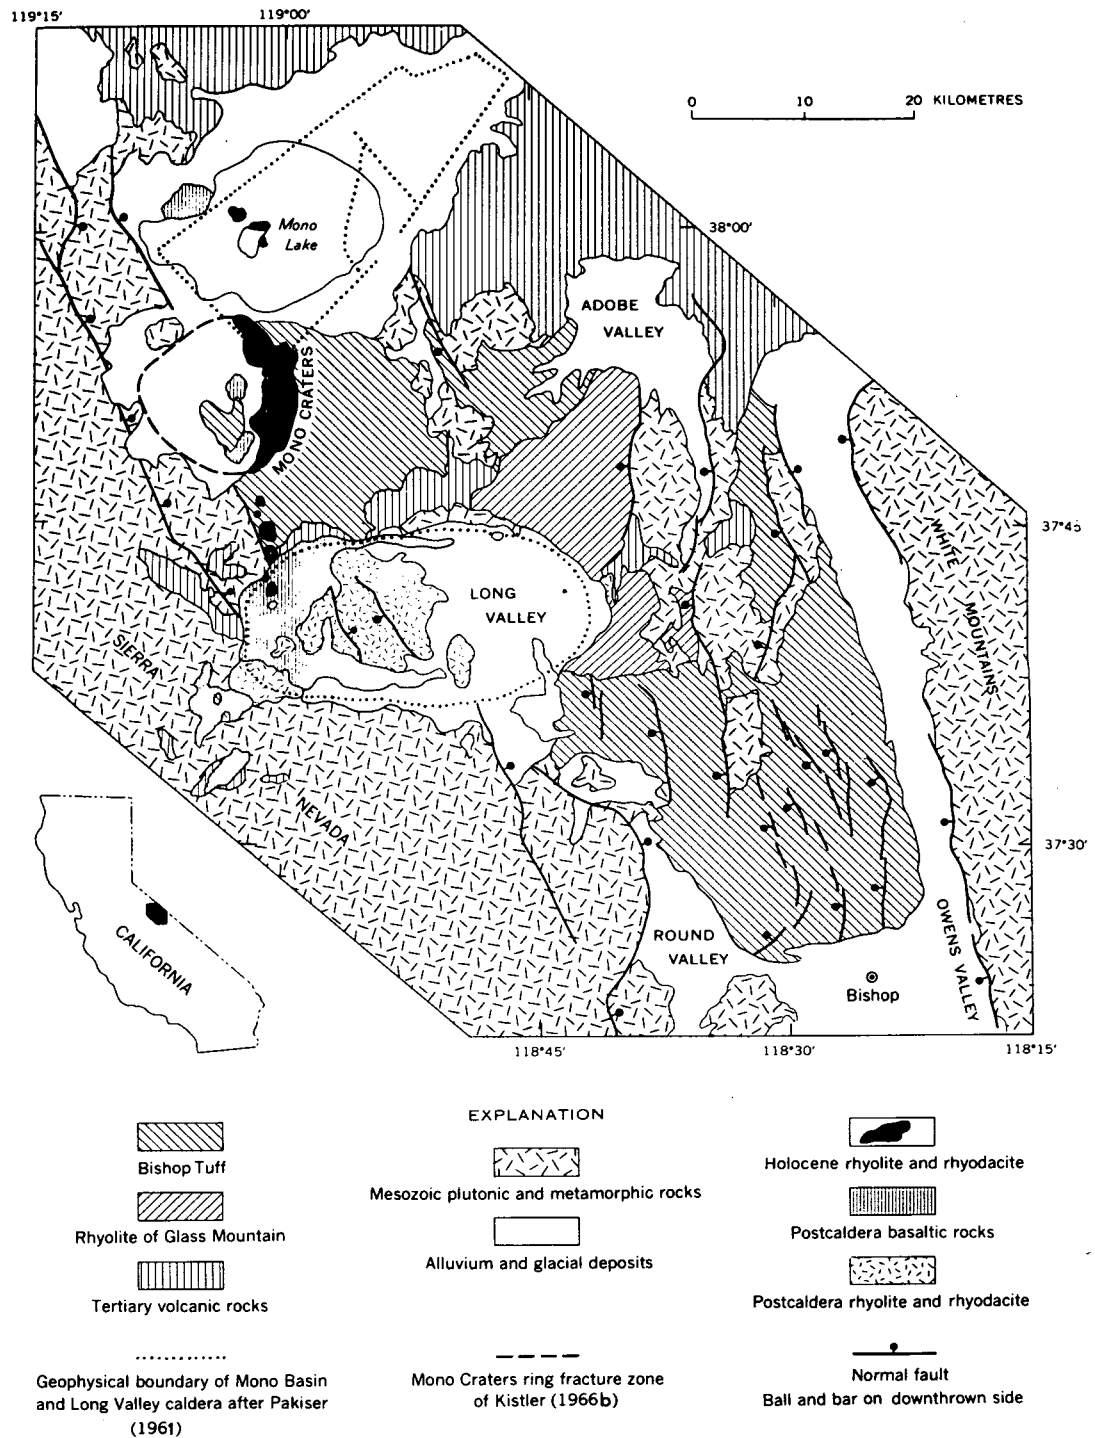 119°15′
119°00′
0 10 20 KILOMETRES
Mono
Lake
38°00′
ADOBE
VALLEY
MONO CRATERS
37°45
WHITE
MOUNTAINS
LONG
VALLEY
SIERRA
NEVADA
37°30′
CALIFORNIA
ROUND
VALLEY
OWENS VALLEY
Bishop
118°45′
118°30′
118°15′
EXPLANATION
Bishop Tuff
Rhyolite of Glass Mountain
Tertiary volcanic rocks
Geophysical boundary of Mono Basin
and Long Valley caldera after Pakiser
(1961)
Mesozoic plutonic and metamorphic rocks
Alluvium and glacial deposits
Mono Craters ring fracture zone
of Kistler (1966b)
Holocene rhyolite and rhyodacite
Postcaldera basaltic rocks
Postcaldera rhyolite and rhyodacite
Normal fault
Ball and bar on downthrown side